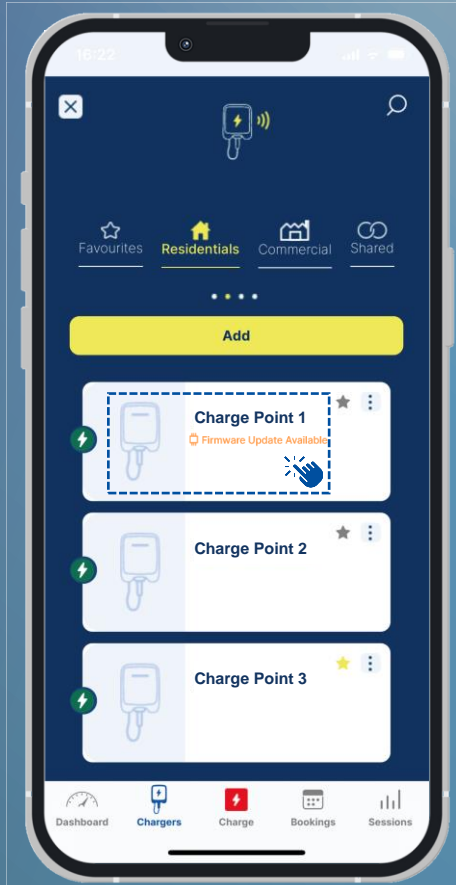 16:22
Favourites
Residentials
Commercial
Shared
Add
Charge Point 1
Firmware Update Available
Charge Point 2
Charge Point 3
Dashboard
Chargers
Charge
Bookings
Sessions